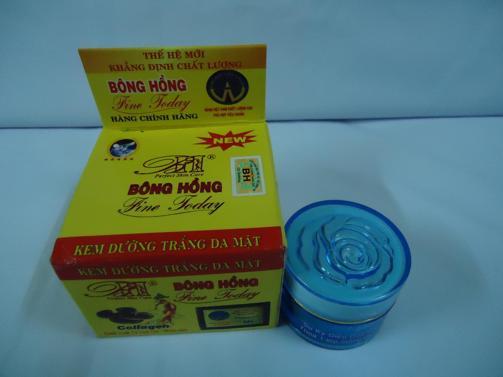 THẾ HỆ MỚI
KHẲNG ĐỊNH CHẤT LƯỢNG
BÔNG HỒNG
Fine Today
HÀNG CHÍNH HÃNG
NEW
Perfect Skin Care
BH
BÔNG HỒNG
Fine Today
KEM DƯỠNG TRẮNG DA MẶT
KEM DƯỠNG TRẮNG DA MẶT
BÔNG HỒNG
Fine Today
Collagen